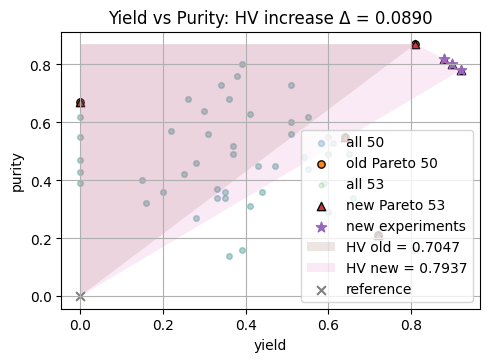 Yield vs Purity: HV increase Δ = 0.0890
0.8
0.6
0.4
0.2
0.0
purity
all 50
old Pareto 50
all 53
new Pareto 53
new experiments
HV old = 0.7047
HV new = 0.7937
reference
0.0 0.2 0.4 0.6 0.8
yield